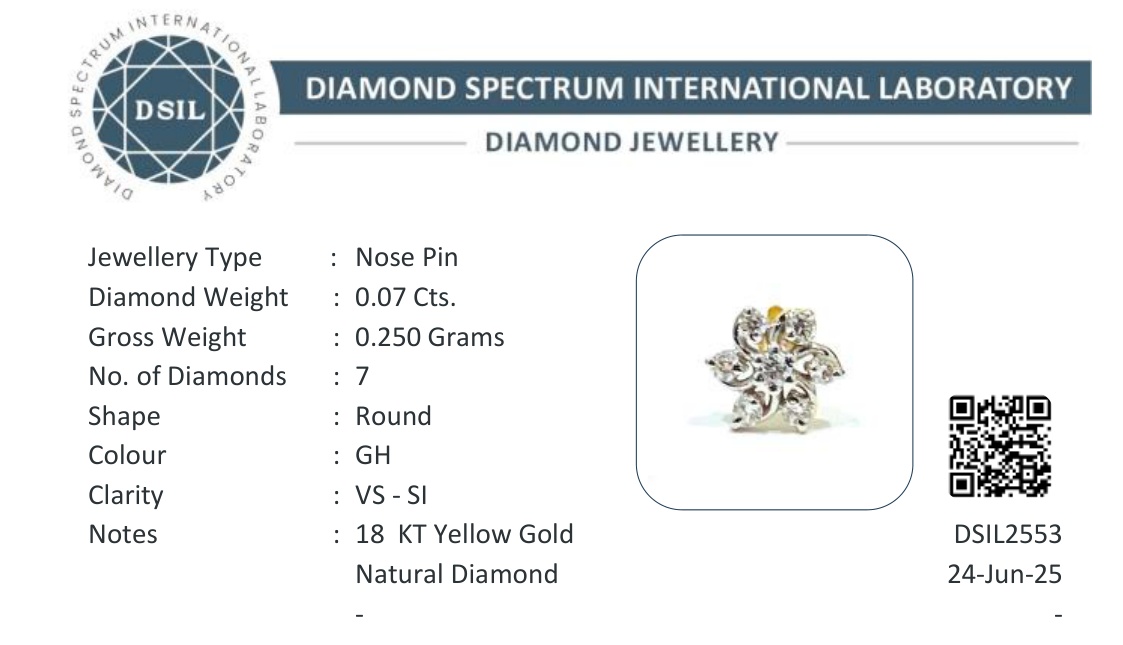 DIAMOND SPECTRUM INTERNATIONAL LABORATORY
DSIL
DIAMOND SPECTRUM INTERNATIONAL LABORATORY
DIAMOND JEWELLERY
Jewellery Type : Nose Pin
Diamond Weight : 0.07 Cts.
Gross Weight : 0.250 Grams
No. of Diamonds : 7
Shape : Round
Colour : GH
Clarity : VS - SI
Notes : 18 KT Yellow Gold
Natural Diamond
-
DSIL2553
24-Jun-25
-